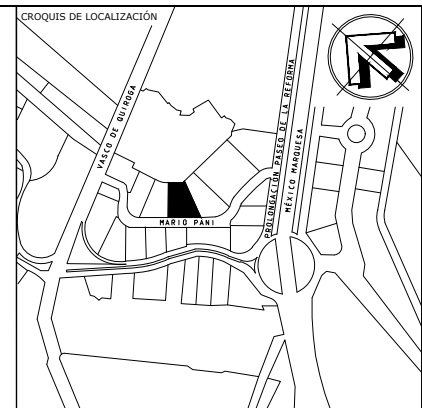 CROQUIS DE LOCALIZACIÓN
VASCO DE QUIROGA
MARIO PANI
PROLONGACIÓN PASEO DE LA REFORMA
MÉXICO MARQUESA